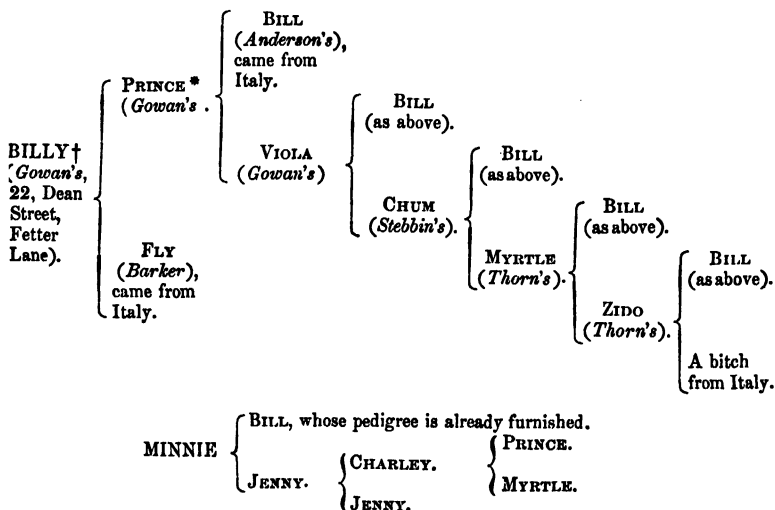 BILLY†
(Gowan's,
22, Dean
Street,
Fetter
Lane).
PRINCE *
(Gowan's .
BILL
(Anderson's),
came from
Italy.
VIOLA
(Gowan's)
BILL
(as above).
CHUM
(Stebbin's).
BILL
(as above).
MYRTLE
(Thorn's).
BILL
(as above).
ZIDO
(Thorn's).
BILL
(as above).
A bitch
from Italy.
FLY
(Barker),
came from
Italy.
MINNIE
BILL, whose pedigree is already furnished.
JENNY.
CHARLEY.
JENNY.
PRINCE.
MYRTLE.